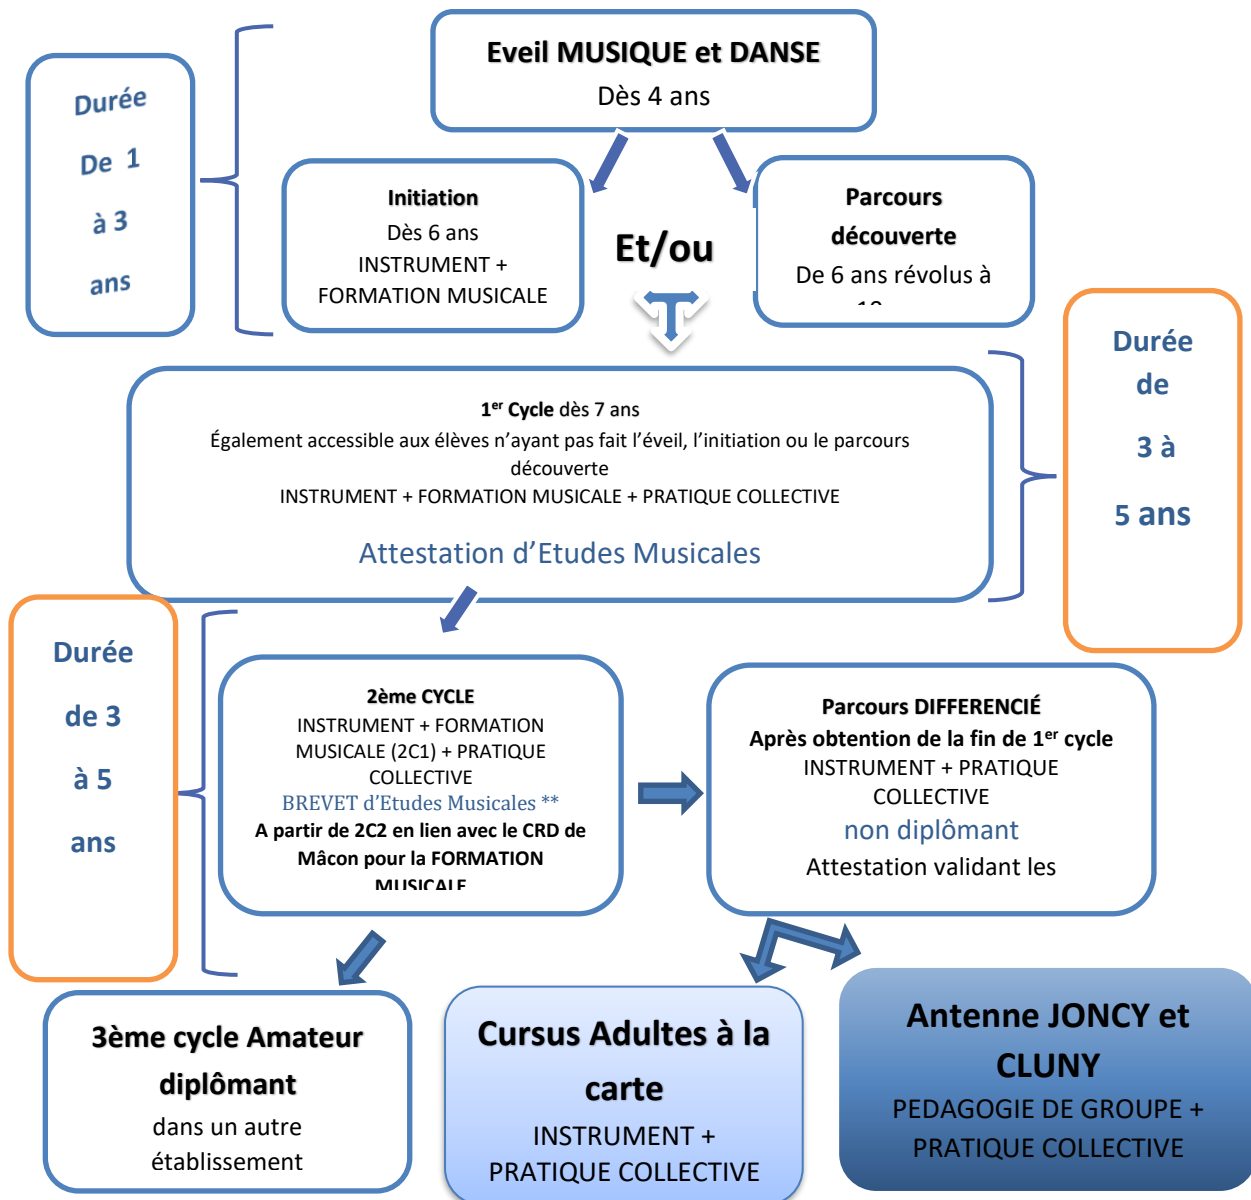 Eveil MUSIQUE et DANSE
Dès 4 ans
Durée
De 1
à 3
ans
Initiation
Dès 6 ans
INSTRUMENT +
FORMATION MUSICALE
Et/ou
Parcours
découverte
De 6 ans révolus à
Durée
de
3 à
5 ans
1er Cycle dès 7 ans
Également accessible aux élèves n’ayant pas fait l’éveil, l’initiation ou le parcours
découverte
INSTRUMENT + FORMATION MUSICALE + PRATIQUE COLLECTIVE
Attestation d’Etudes Musicales
Durée
de 3
à 5
ans
2ème CYCLE
INSTRUMENT + FORMATION
MUSICALE (2C1) + PRATIQUE
COLLECTIVE
BREVET d’Etudes Musicales **
A partir de 2C2 en lien avec le CRD de
Mâcon pour la FORMATION
MUSICALE
Parcours DIFFERENCIÉ
Après obtention de la fin de 1er cycle
INSTRUMENT + PRATIQUE
COLLECTIVE
non diplômant
Attestation validant les
3ème cycle Amateur
diplômant
dans un autre
établissement
Cursus Adultes à la
carte
INSTRUMENT +
PRATIQUE COLLECTIVE
Antenne JONCY et
CLUNY
PEDAGOGIE DE GROUPE +
PRATIQUE COLLECTIVE